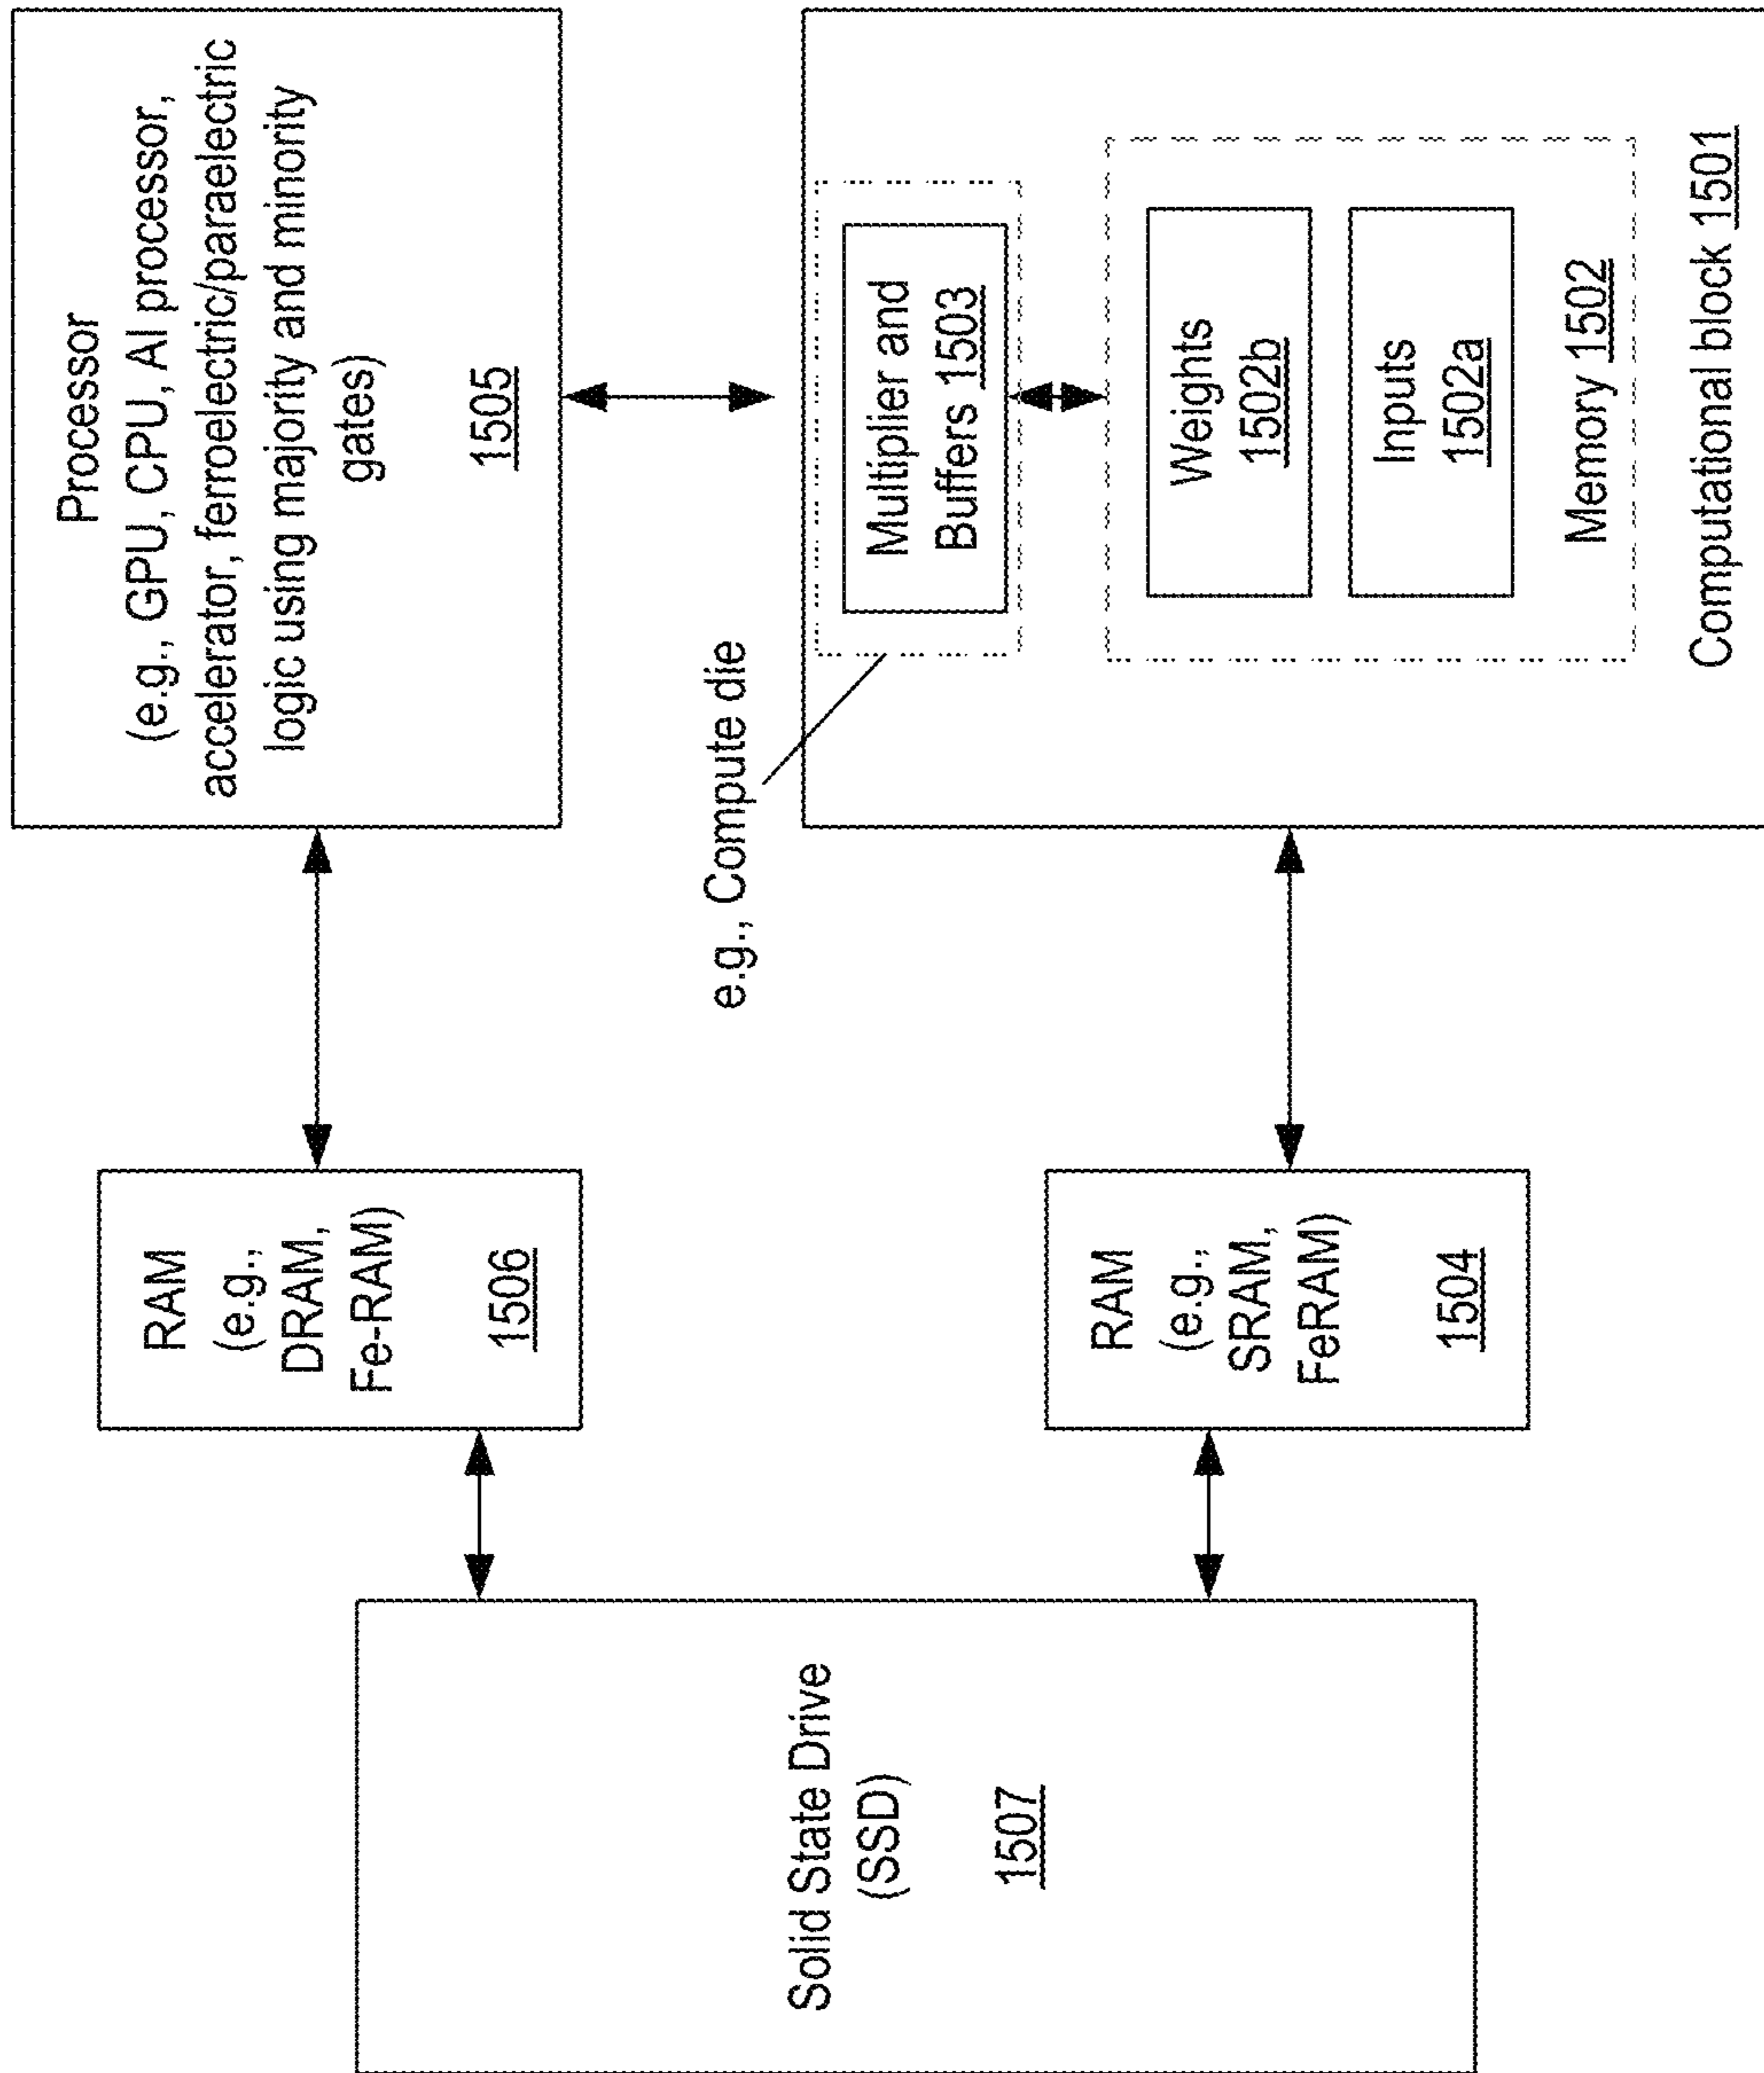 Processor
(e.g., GPU, CPU, AI processor,
accelerator, ferroelectric/paraelectric
logic using majority and minority
gates)
1505
RAM
(e.g.,
DRAM,
Fe-RAM)
1506
Solid State Drive
(SSD)
1507
RAM
(e.g.,
SRAM,
FeRAM)
1504
e.g., Compute die
Multiplier and
Buffers 1503
Weights
1502b
Inputs
1502a
Memory 1502
Computational block 1501